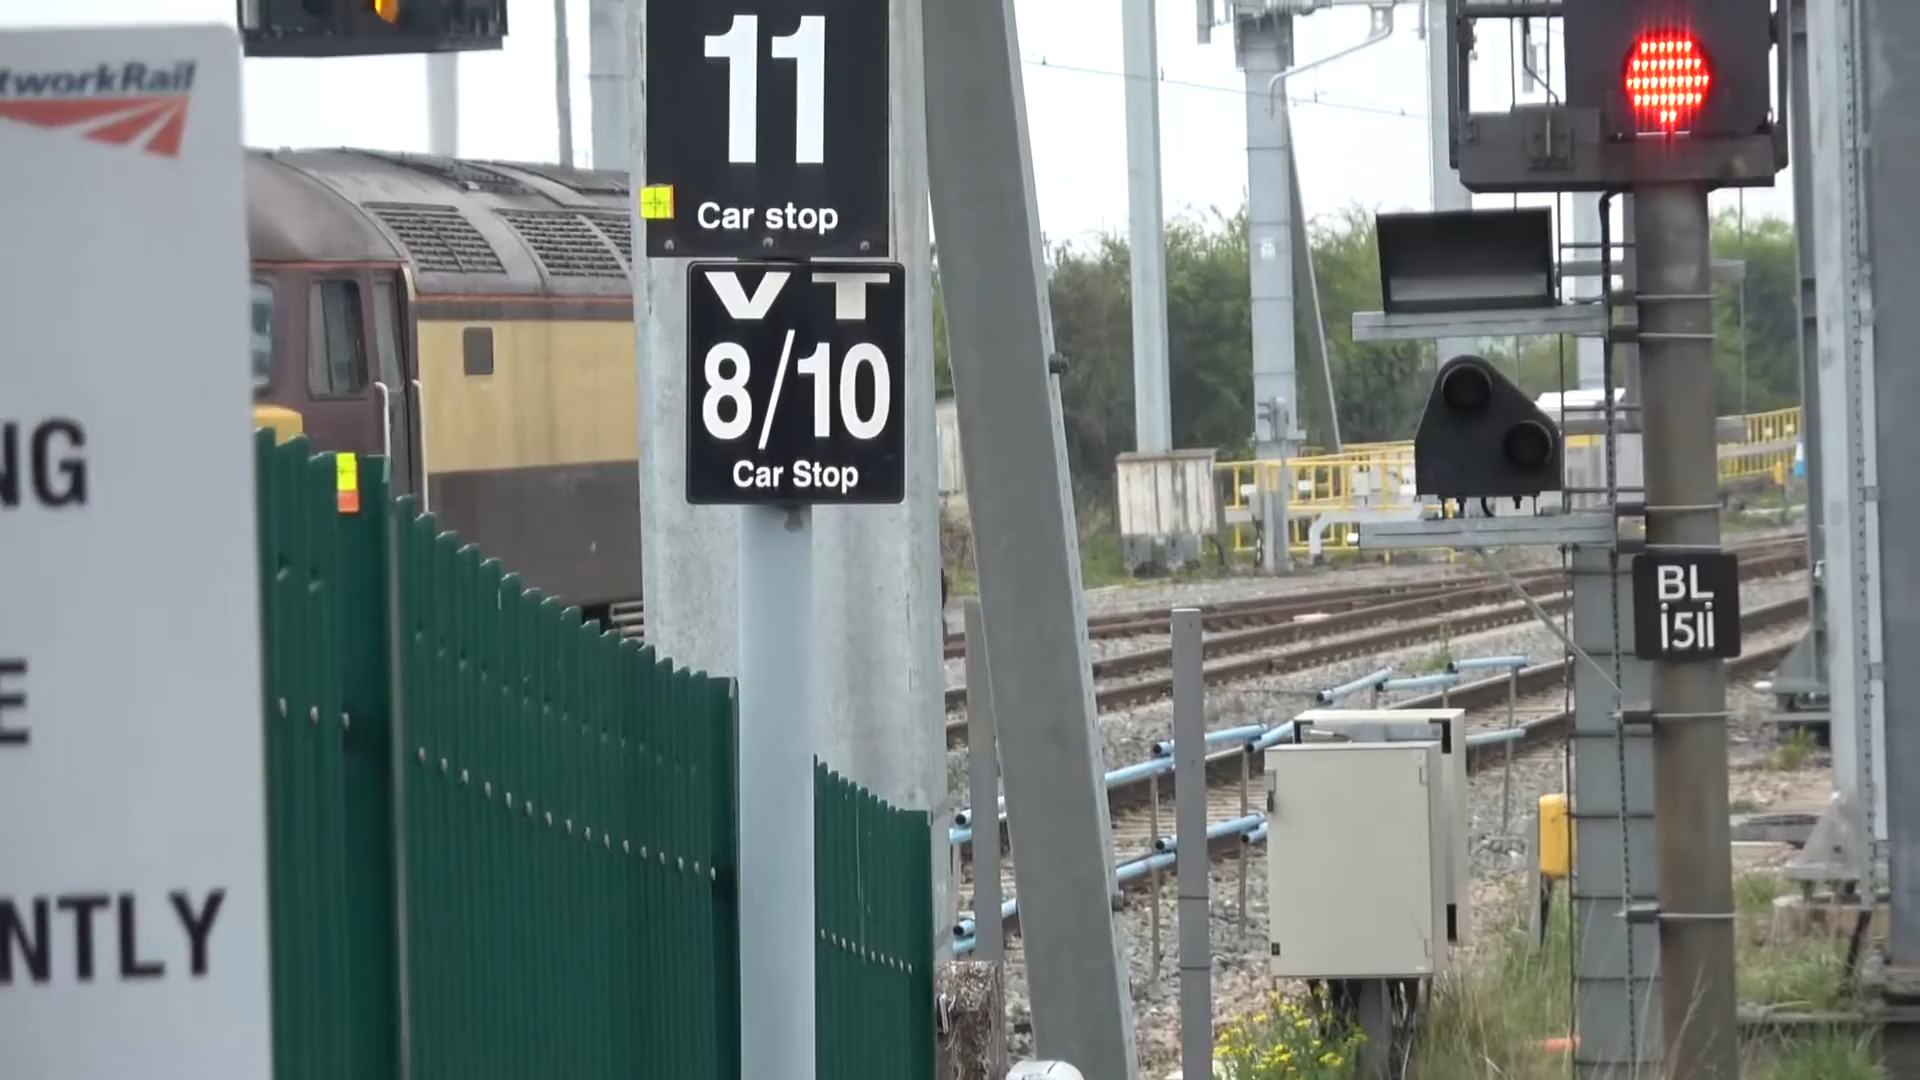 tworkRail
NG
E
NTLY
11
Car stop
VT
8/10
Car Stop
BL
1511